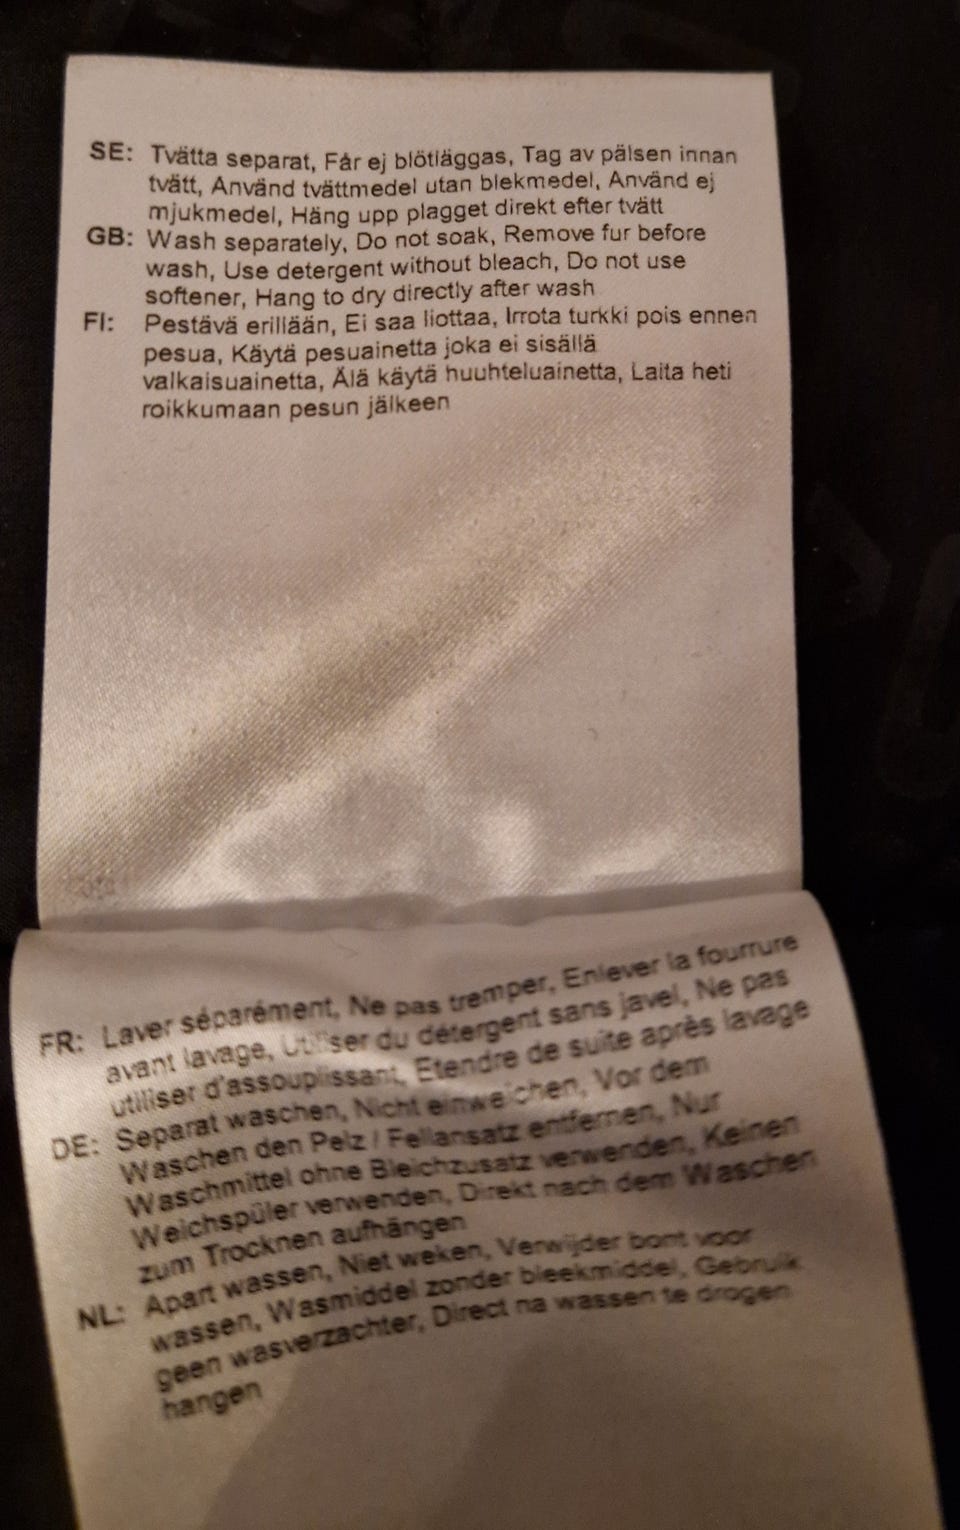 SE: Tvätta separat, Får ej blötläggas, Tag av pälsen innan
tvätt, Använd tvättmedel utan blekmedel, Använd ej
mjukmedel, Häng upp plagget direkt efter tvätt
GB: Wash separately, Do not soak, Remove fur before
wash, Use detergent without bleach, Do not use
softener, Hang to dry directly after wash
FI: Pestävä erillään, Ei saa liottaa, Irrota turkki pois ennen
pesua, Käytä pesuainetta joka ei sisällä
valkaisuainetta, Älä käytä huuhteluainetta, Laita heti
roikkumaan pesun jälkeen
FR: Laver séparément, Ne pas tremper, Enlever la fourrure
avant lavage, Utiliser du détergent sans javel, Ne pas
utiliser d'assouplissant, Etendre de suite après lavage
DE: Separat waschen, Nicht einweichen, Vor dem
Waschen den Pelz / Fellansatz entfernen, Nur
Waschmittel ohne Bleichzusatz verwenden, Keinen
Weichspüler verwenden, Direkt nach dem Waschen
zum Trocknen aufhängen
NL: Apart wassen, Niet weken, Verwijder bont voor
wassen, Wasmiddel zonder bleekmiddel, Gebruik
geen wasverzachter, Direct na wassen te drogen
hangen